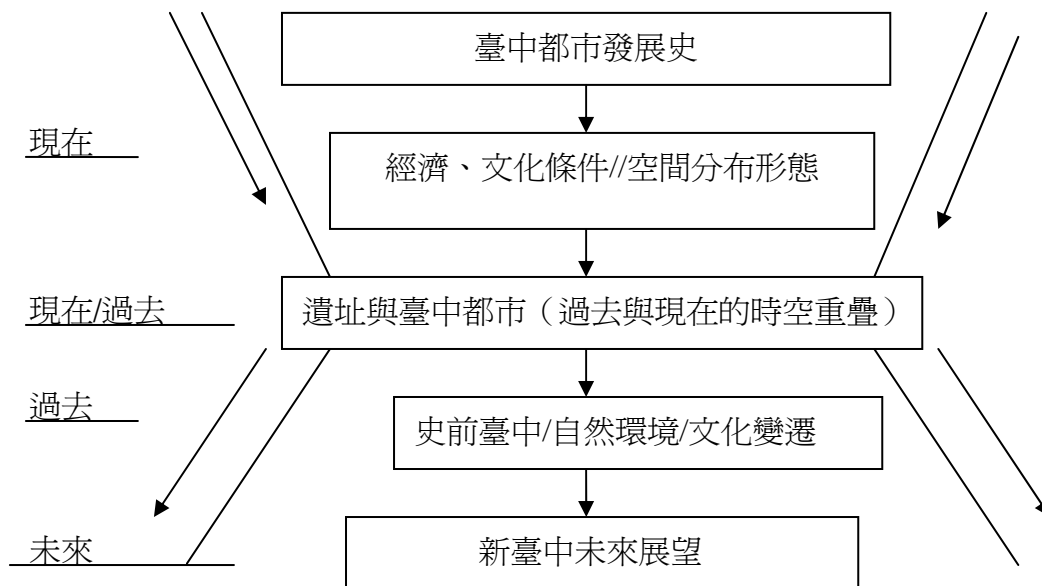 臺中都市發展史
現在
經濟、文化條件//空間分布形態
現在/過去
遺址與臺中都市（過去與現在的時空重疊）
過去
史前臺中/自然環境/文化變遷
未來
新臺中未來展望